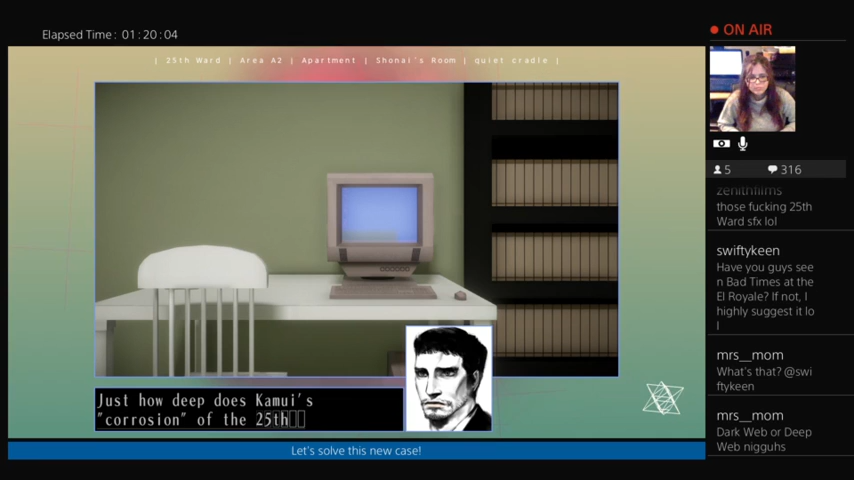 Elapsed Time: 01:20:04
ON AIR
| 25th Ward | Area A2 | Apartment | Shonai's Room | quiet cradle |
5 316
zenithfilms
those fucking 25th
Ward sfx lol
swiftykeen
Have you guys see
n Bad Times at the
El Royale? If not, I
highly suggest it lo
l
mrs__mom
What's that? @swi
ftykeen
mrs__mom
Dark Web or Deep
Web nigguhs
Just how deep does Kamui's
"corrosion" of the 25th
Let's solve this new case!